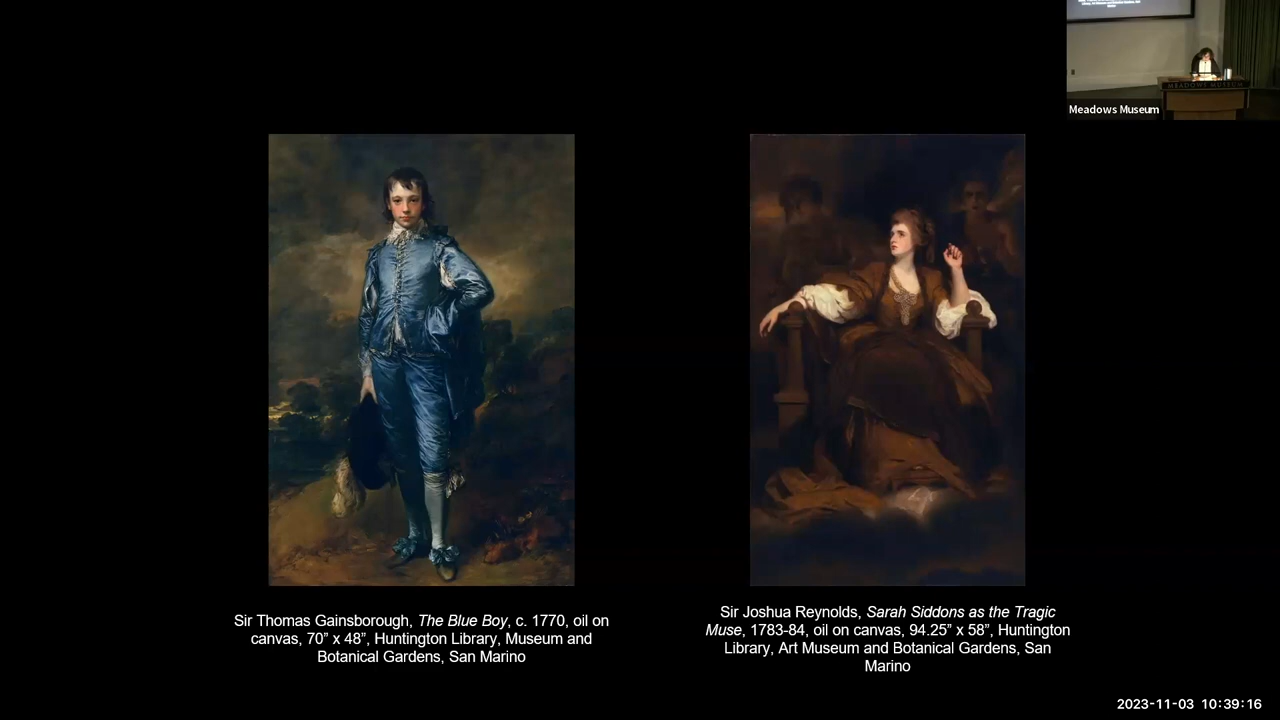 Meadows Museum
MEADOWS MUSEUM
Sir Thomas Gainsborough, The Blue Boy, c. 1770, oil on
canvas, 70” x 48”, Huntington Library, Museum and
Botanical Gardens, San Marino
Sir Joshua Reynolds, Sarah Siddons as the Tragic
Muse, 1783-84, oil on canvas, 94.25” x 58”, Huntington
Library, Art Museum and Botanical Gardens, San
Marino
2023-11-03 10:39:16